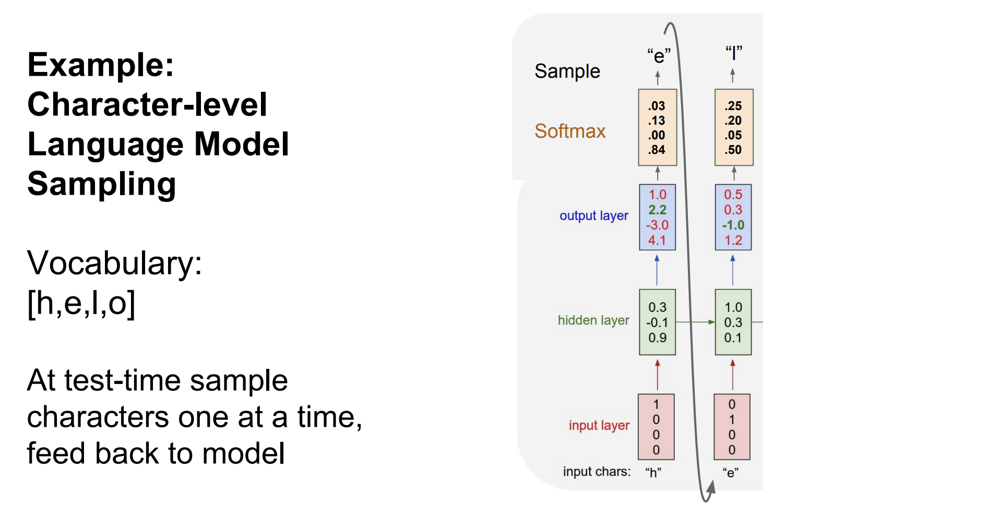 Example:
Character-level
Language Model
Sampling
Vocabulary:
[h,e,l,o]
At test-time sample
characters one at a time,
feed back to model
“e” “l”
Sample
.03 .25
.13 .20
Softmax .00 .05
.84 .50
1.0 0.5
2.2 0.3
output layer
-3.0 -1.0
4.1 1.2
0.3 1.0
hidden layer -0.1 0.3
0.9 0.1
1 0
0 1
input layer
0 0
0 0
input chars: “h” “e”